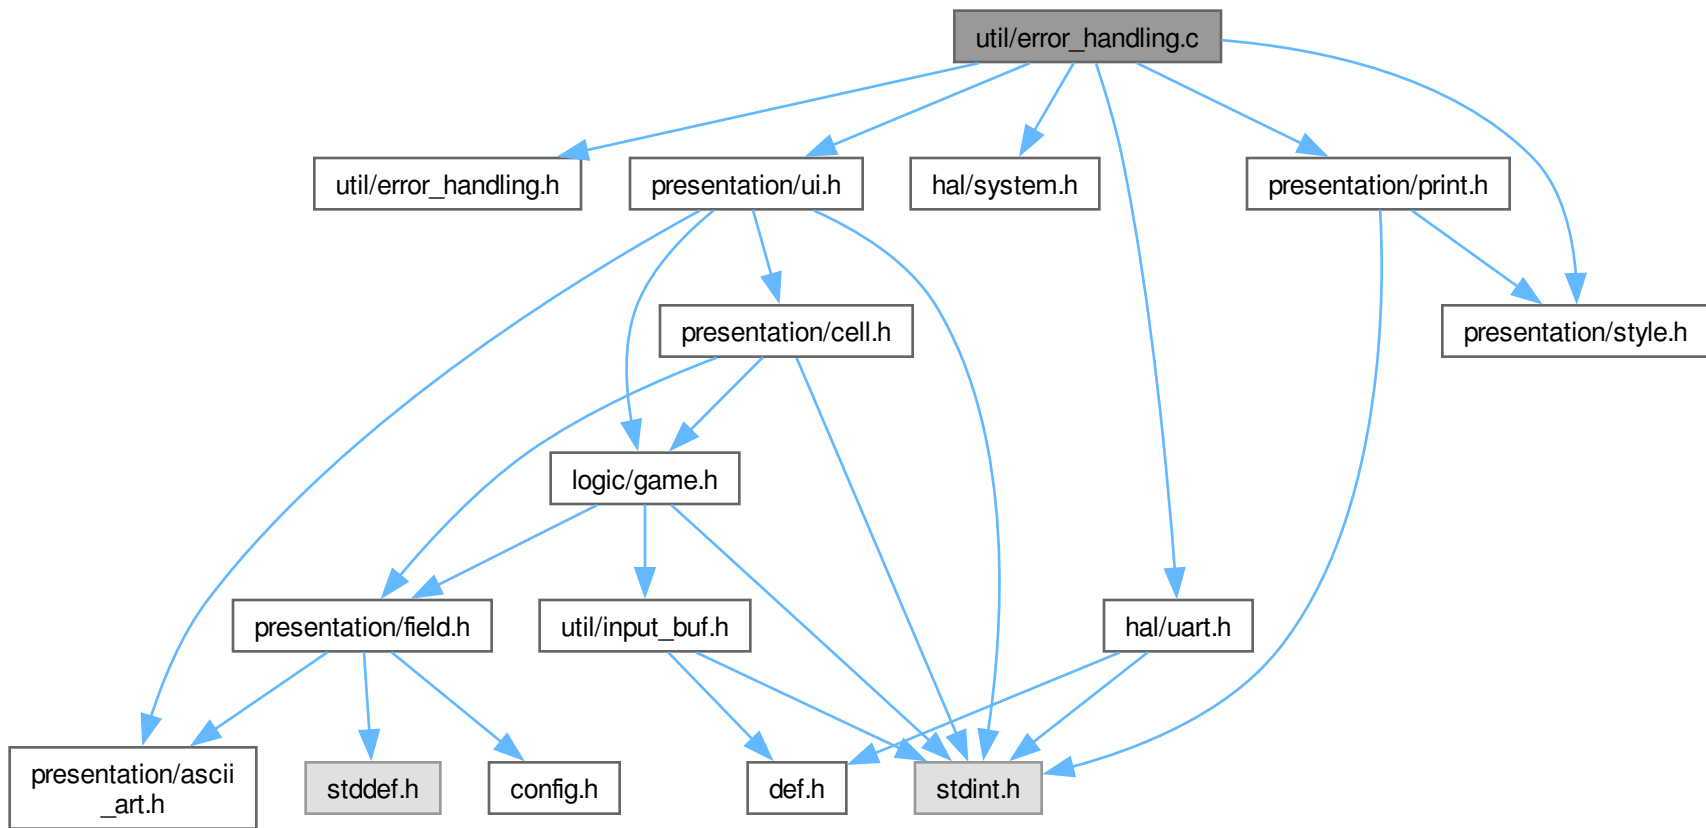 util/error_handling.c
util/error_handling.h
presentation/ui.h
hal/system.h
presentation/print.h
presentation/cell.h
presentation/style.h
logic/game.h
presentation/field.h
util/input_buf.h
hal/uart.h
presentation/ascii
_art.h
stddef.h
config.h
def.h
stdint.h